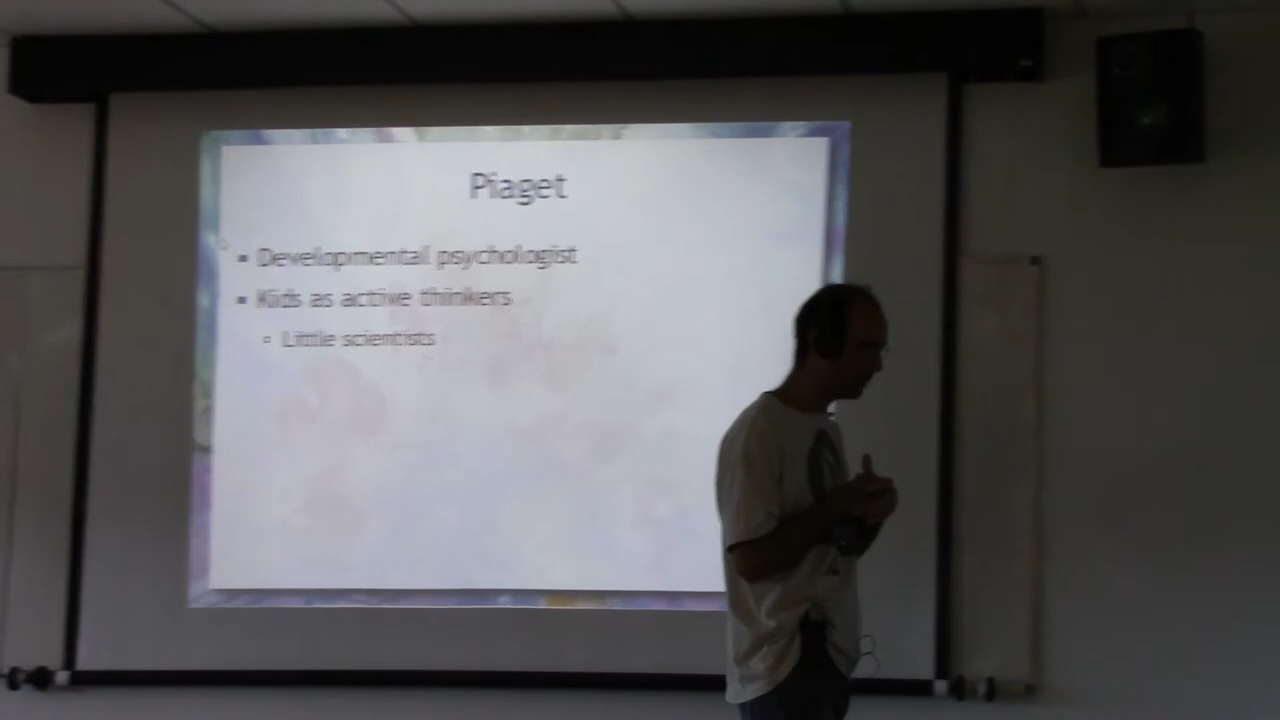 Piaget
▪ Developmental psychologist
▪ Kids as active thinkers
▫ Little scientists